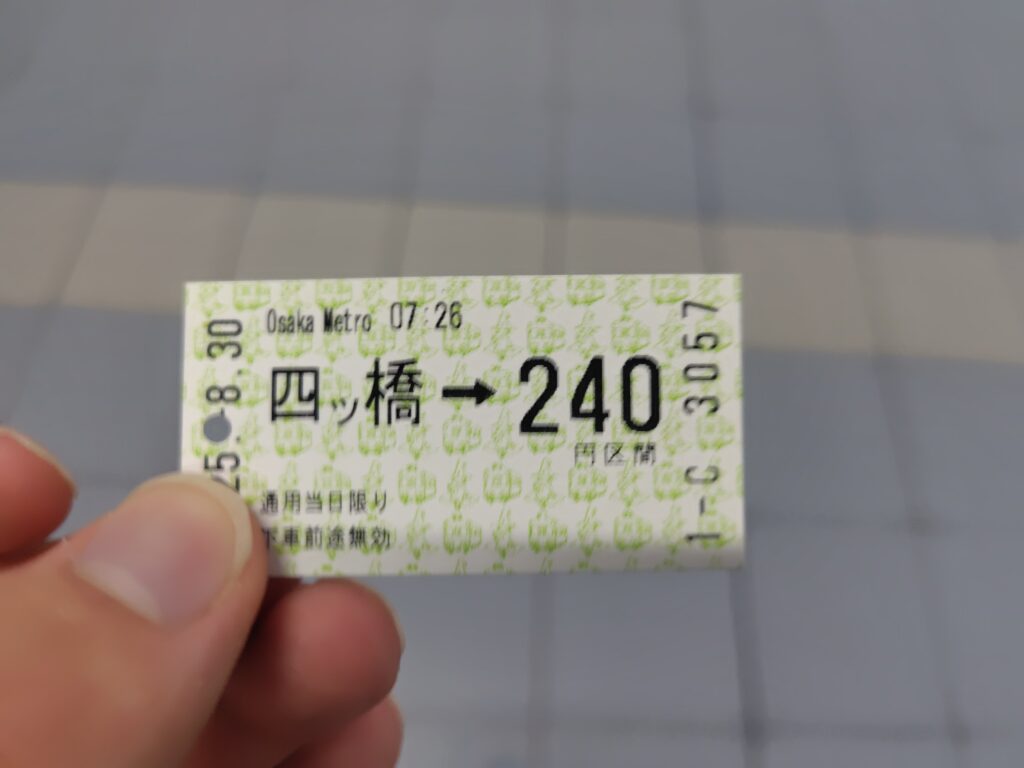 Osaka Metro 07:26
四ッ橋→240
円区間
通用当日限り
下車前途無効
25.-8.30
1-C 3057